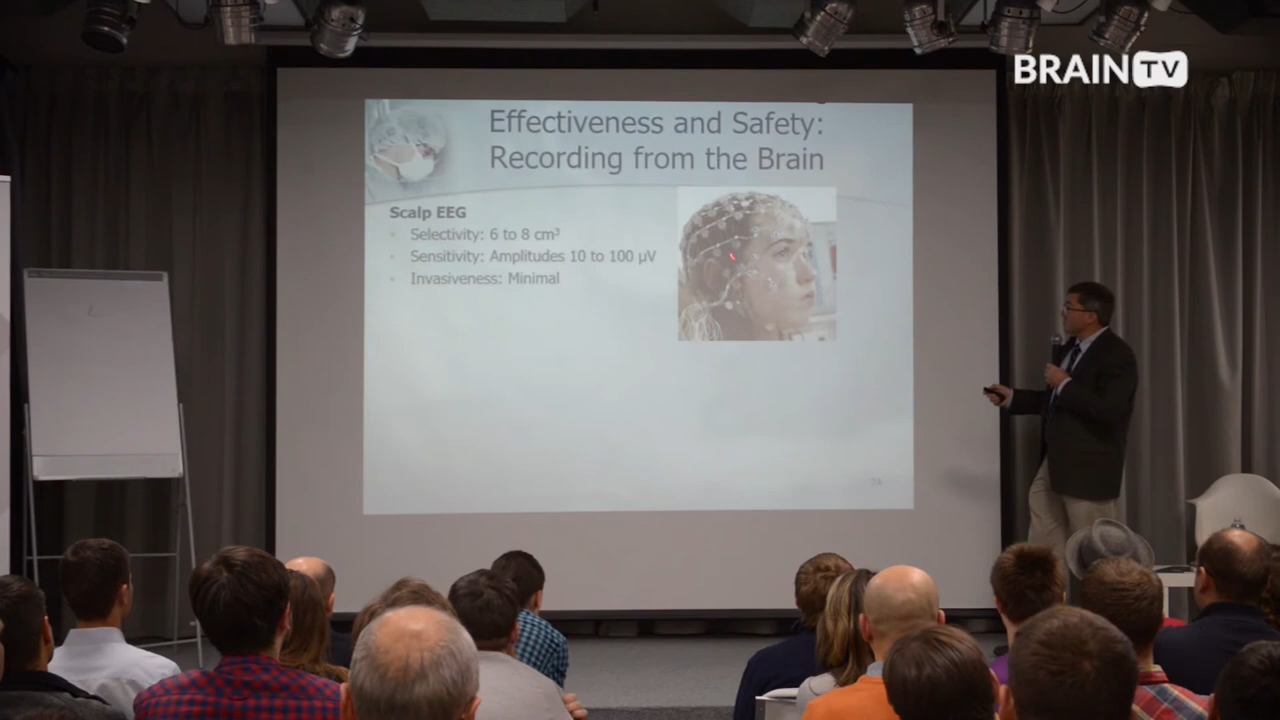 BRAIN TV
Effectiveness and Safety:
Recording from the Brain
Scalp EEG
Selectivity: 6 to 8 cm³
Sensitivity: Amplitudes 10 to 100 µV
Invasiveness: Minimal